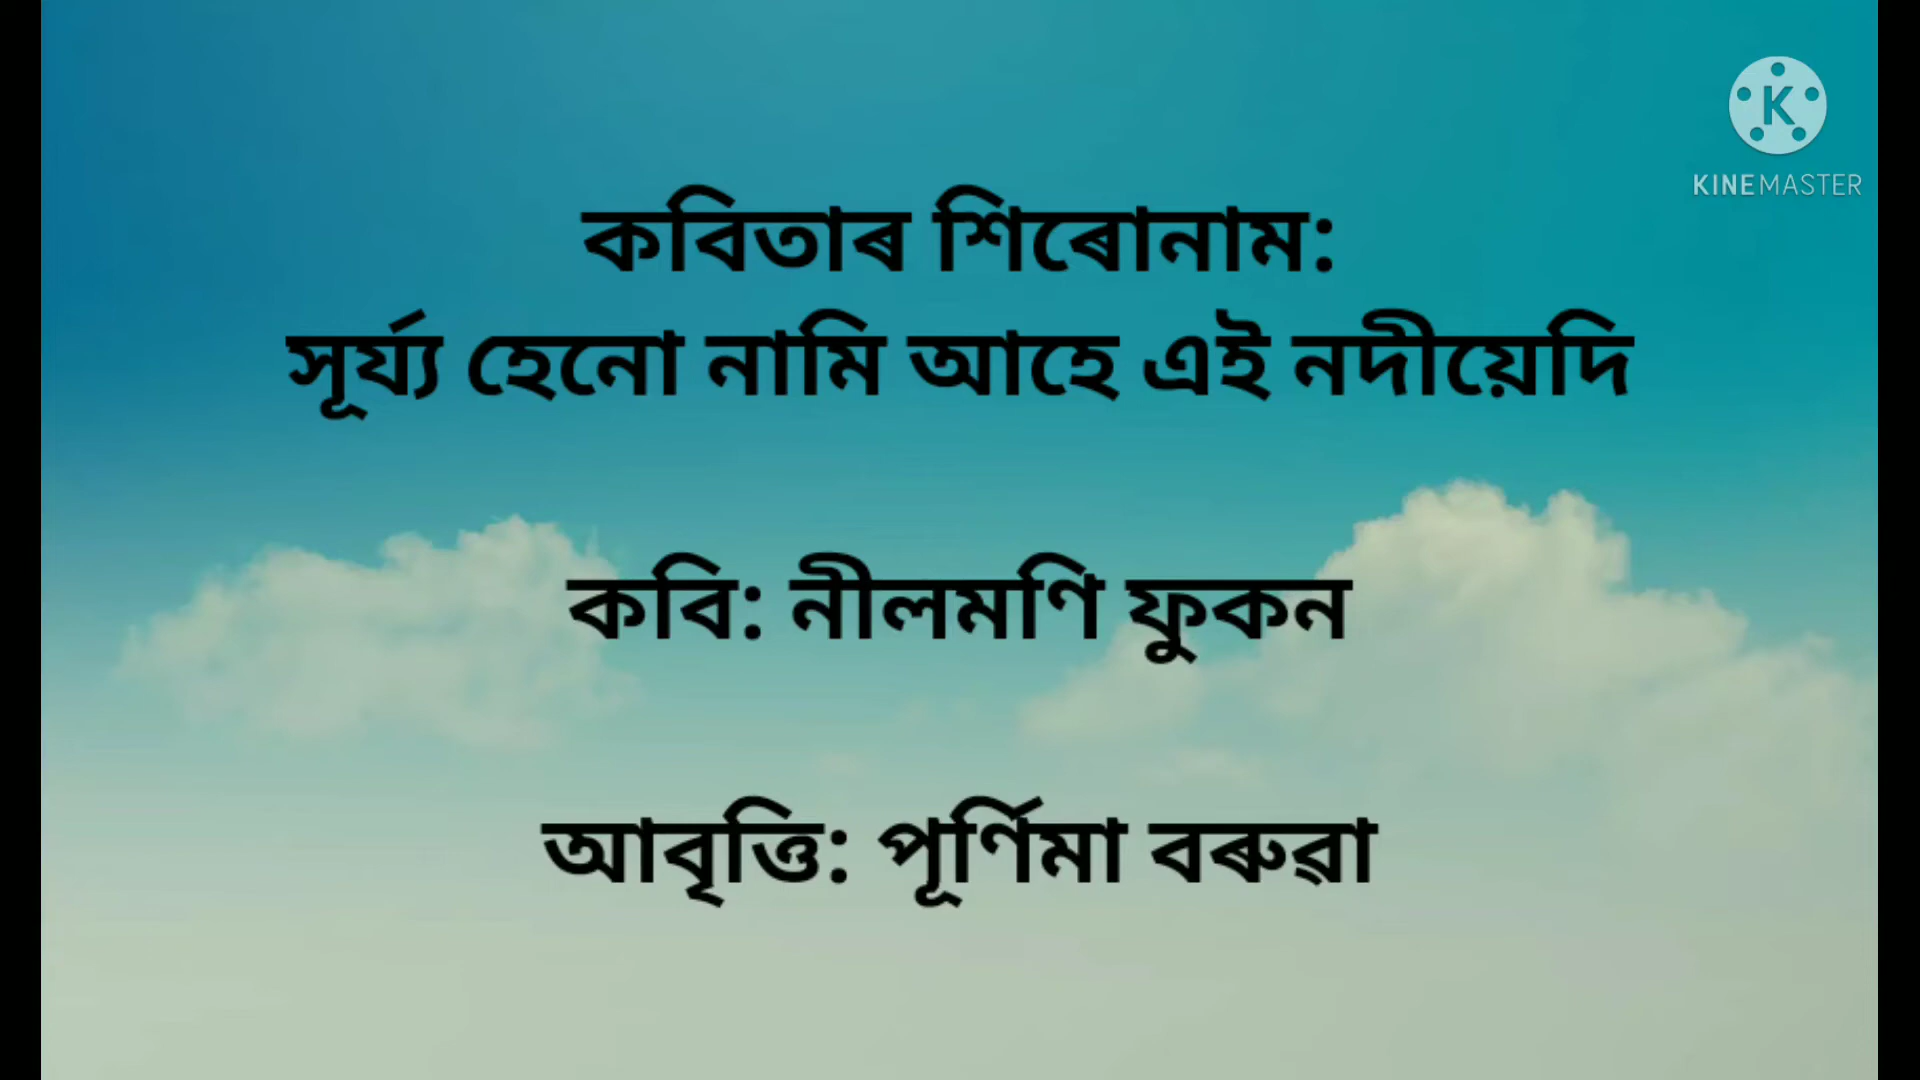 KINEMASTER
কবিতাৰ শিৰোনাম:
সূৰ্য্য হেনো নামি আহে এই নদীয়েদি
কবি: নীলমণি ফুকন
আবৃত্তি: পূৰ্ণিমা বৰুৱা